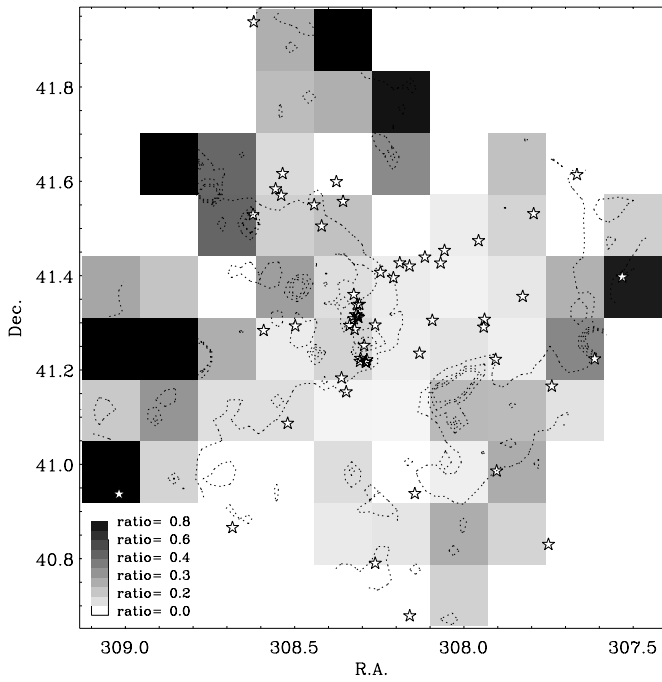 41.8
41.6
41.4
41.2
41.0
40.8
Dec.
ratio= 0.8
ratio= 0.6
ratio= 0.4
ratio= 0.3
ratio= 0.2
ratio= 0.0
309.0 308.5 308.0 307.5
R.A.